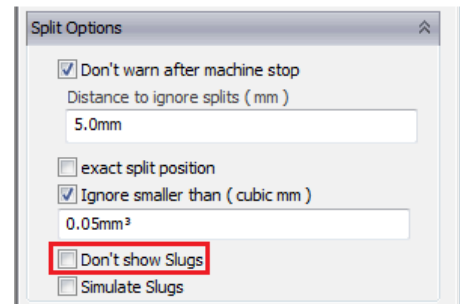 Split Options
Don't warn after machine stop
Distance to ignore splits ( mm )
5.0mm
exact split position
Ignore smaller than ( cubic mm )
0.05mm³
Don't show Slugs
Simulate Slugs